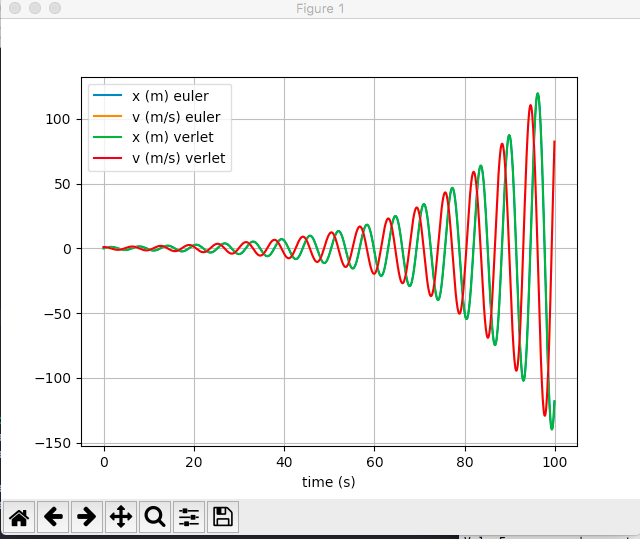 Figure 1
x (m) euler
v (m/s) euler
x (m) verlet
v (m/s) verlet
100
50
0
−50
−100
−150
0 20 40 60 80 100
time (s)